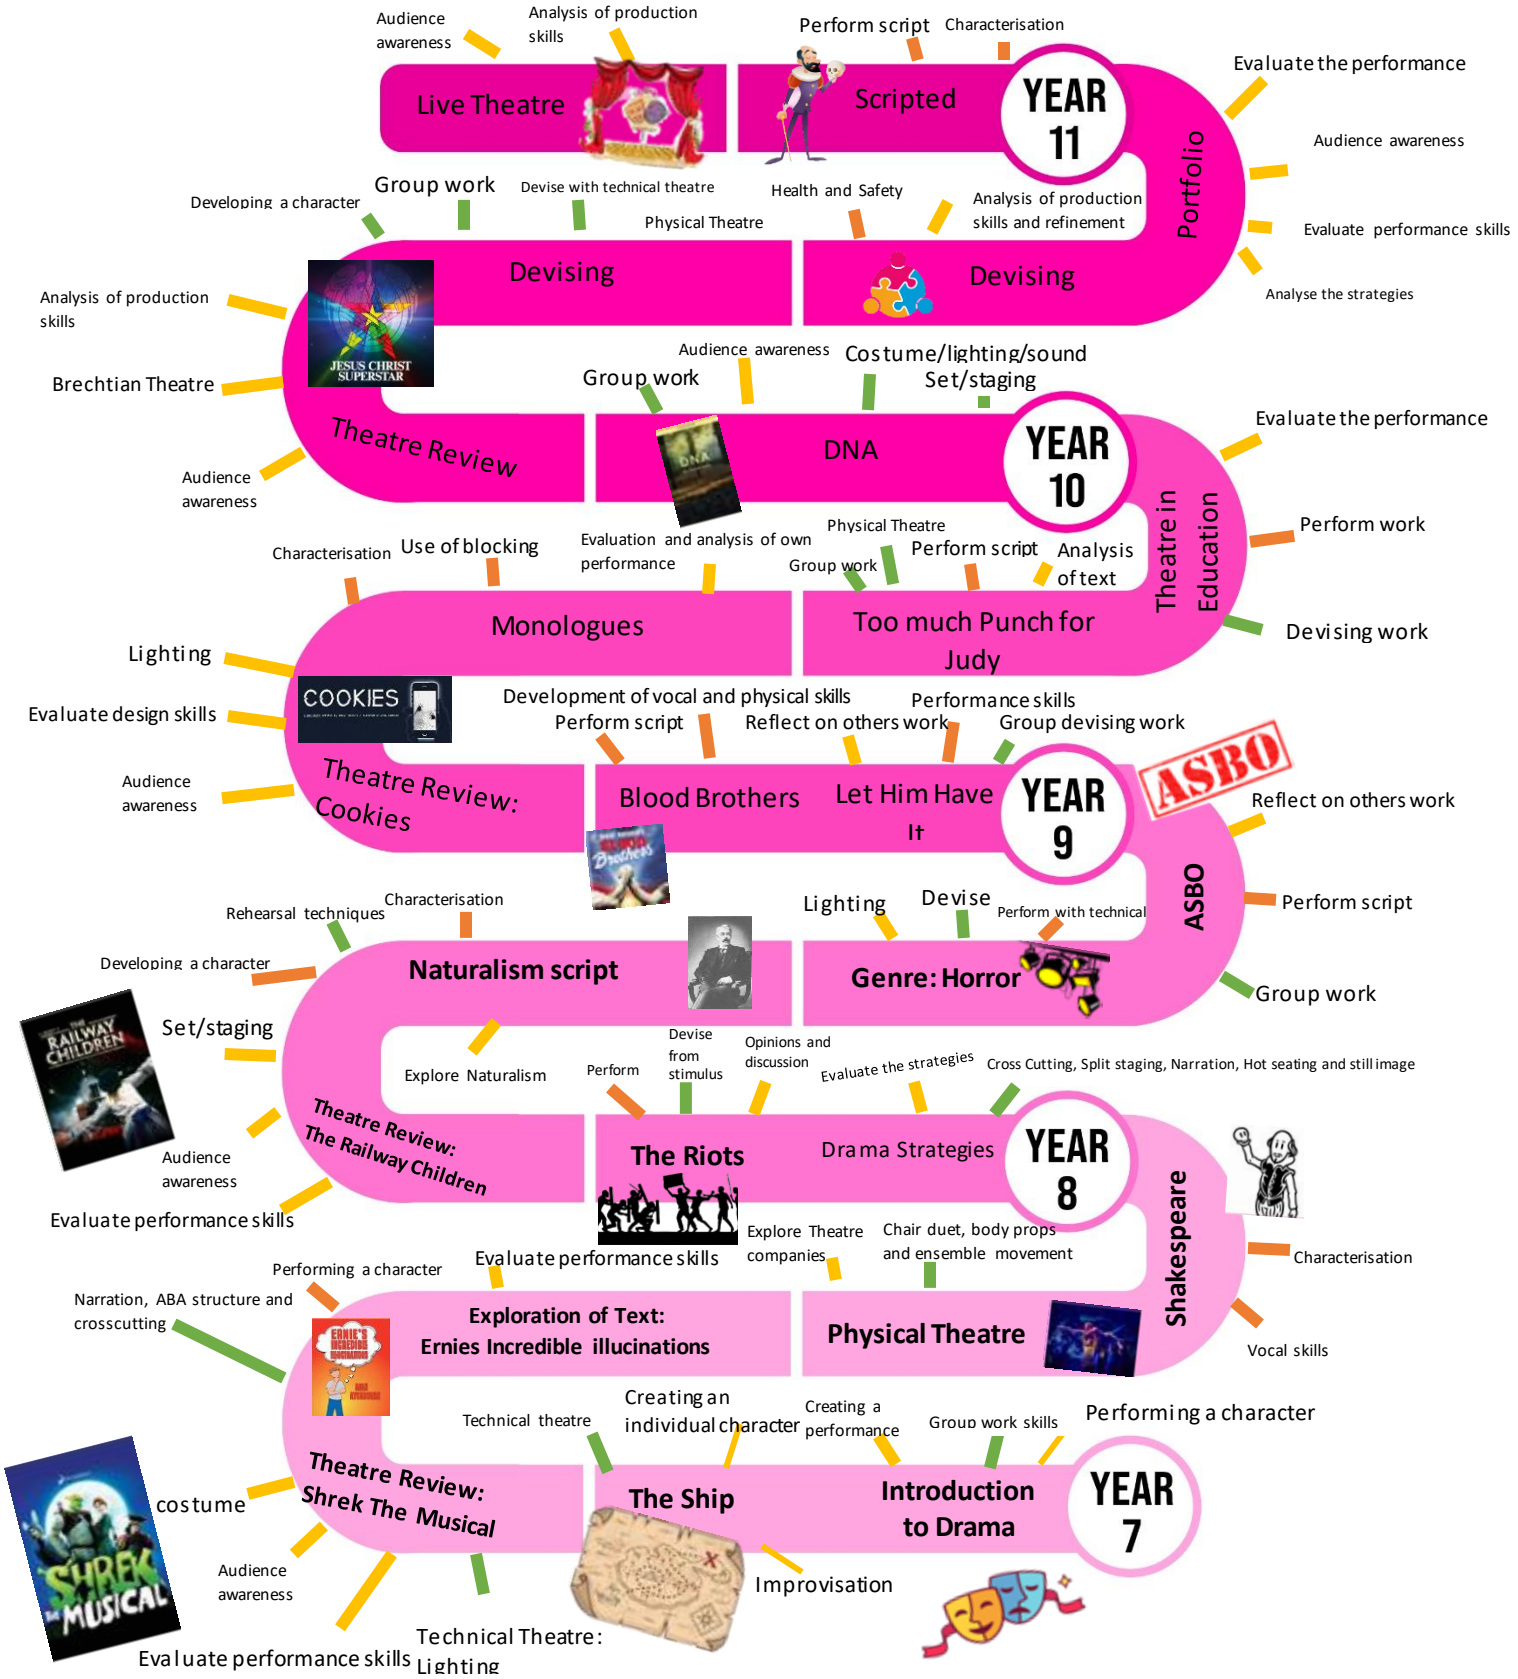 Audience
awareness
Analysis of production
skills
Perform script
Characterisation
Evaluate the performance
Live Theatre
Scripted
YEAR
11
Portfolio
Audience awareness
Evaluate performance skills
Analyse the strategies
Developing a character
Group work
Devise with technical theatre
Physical Theatre
Health and Safety
Analysis of production
skills and refinement
Devising
Devising
Analysis of production
skills
JESUS CHRIST
SUPERSTAR
Brechtian Theatre
Audience
awareness
Theatre Review
Group work
Audience awareness
Costume/lighting/sound
Set/staging
DNA
DNA
YEAR
10
Evaluate the performance
Theatre in
Education
Perform work
Devising work
Characterisation
Use of blocking
Evaluation and analysis of own
performance
Physical Theatre
Group work
Perform script
Analysis
of text
Monologues
Too much Punch for
Judy
Lighting
Evaluate design skills
COOKIES
Audience
awareness
Theatre Review:
Cookies
Development of vocal and physical skills
Perform script
Reflect on others work
Performance skills
Group devising work
Blood Brothers
Let Him Have
It
Brothers
YEAR
9
ASBO
Reflect on others work
ASBO
Perform script
Group work
Rehearsal techniques
Characterisation
Lighting
Devise
Perform with technical
Developing a character
Naturalism script
Genre: Horror
THE
RAILWAY
CHILDREN
Set/staging
Explore Naturalism
Perform
Devise
from
stimulus
Opinions and
discussion
Evaluate the strategies
Cross Cutting, Split staging, Narration, Hot seating and still image
Theatre Review:
The Railway Children
Audience
awareness
Evaluate performance skills
The Riots
Drama Strategies
YEAR
8
Shakespeare
Characterisation
Vocal skills
Performing a character
Evaluate performance skills
Explore Theatre
companies
Chair duet, body props
and ensemble movement
Narration, ABA structure and
crosscutting
Exploration of Text:
Ernies Incredible illucinations
Physical Theatre
ERNIE'S
INCREDIBLE
ILLUCINATIONS
ALAN
AYCKBOURN
Technical theatre
Creating an
individual character
Creating a
performance
Group work skills
Performing a character
Theatre Review:
Shrek The Musical
The Ship
Introduction
to Drama
YEAR
7
costume
SHREK
THE MUSICAL
Audience
awareness
Evaluate performance skills
Technical Theatre:
Lighting
Improvisation